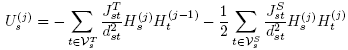 $U_s^{(j)} = -\sum_{t \in \mathcal{V}_s^T} \frac{J_{st}^T}{d_{st}^2} H_s^{(j)} H_t^{(j-1)} - \frac{1}{2} \sum_{t \in \mathcal{V}_s^S} \frac{J_{st}^S}{d_{st}^2} H_s^{(j)} H_t^{(j)}$